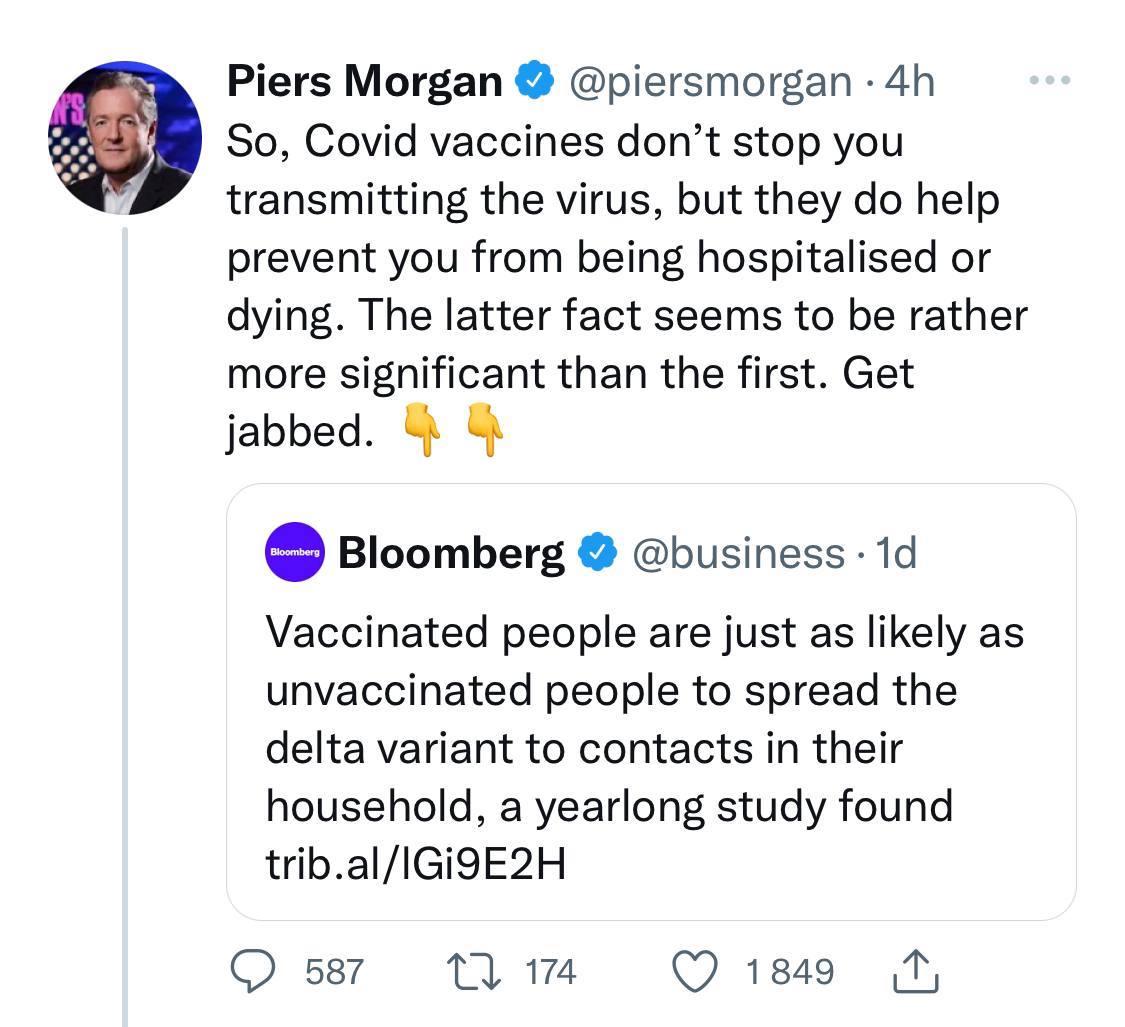 Piers Morgan @piersmorgan · 4h
So, Covid vaccines don’t stop you
transmitting the virus, but they do help
prevent you from being hospitalised or
dying. The latter fact seems to be rather
more significant than the first. Get
jabbed. 👇👇
Bloomberg
Bloomberg @business · 1d
Vaccinated people are just as likely as
unvaccinated people to spread the
delta variant to contacts in their
household, a yearlong study found
trib.al/lGi9E2H
587 174 1 849